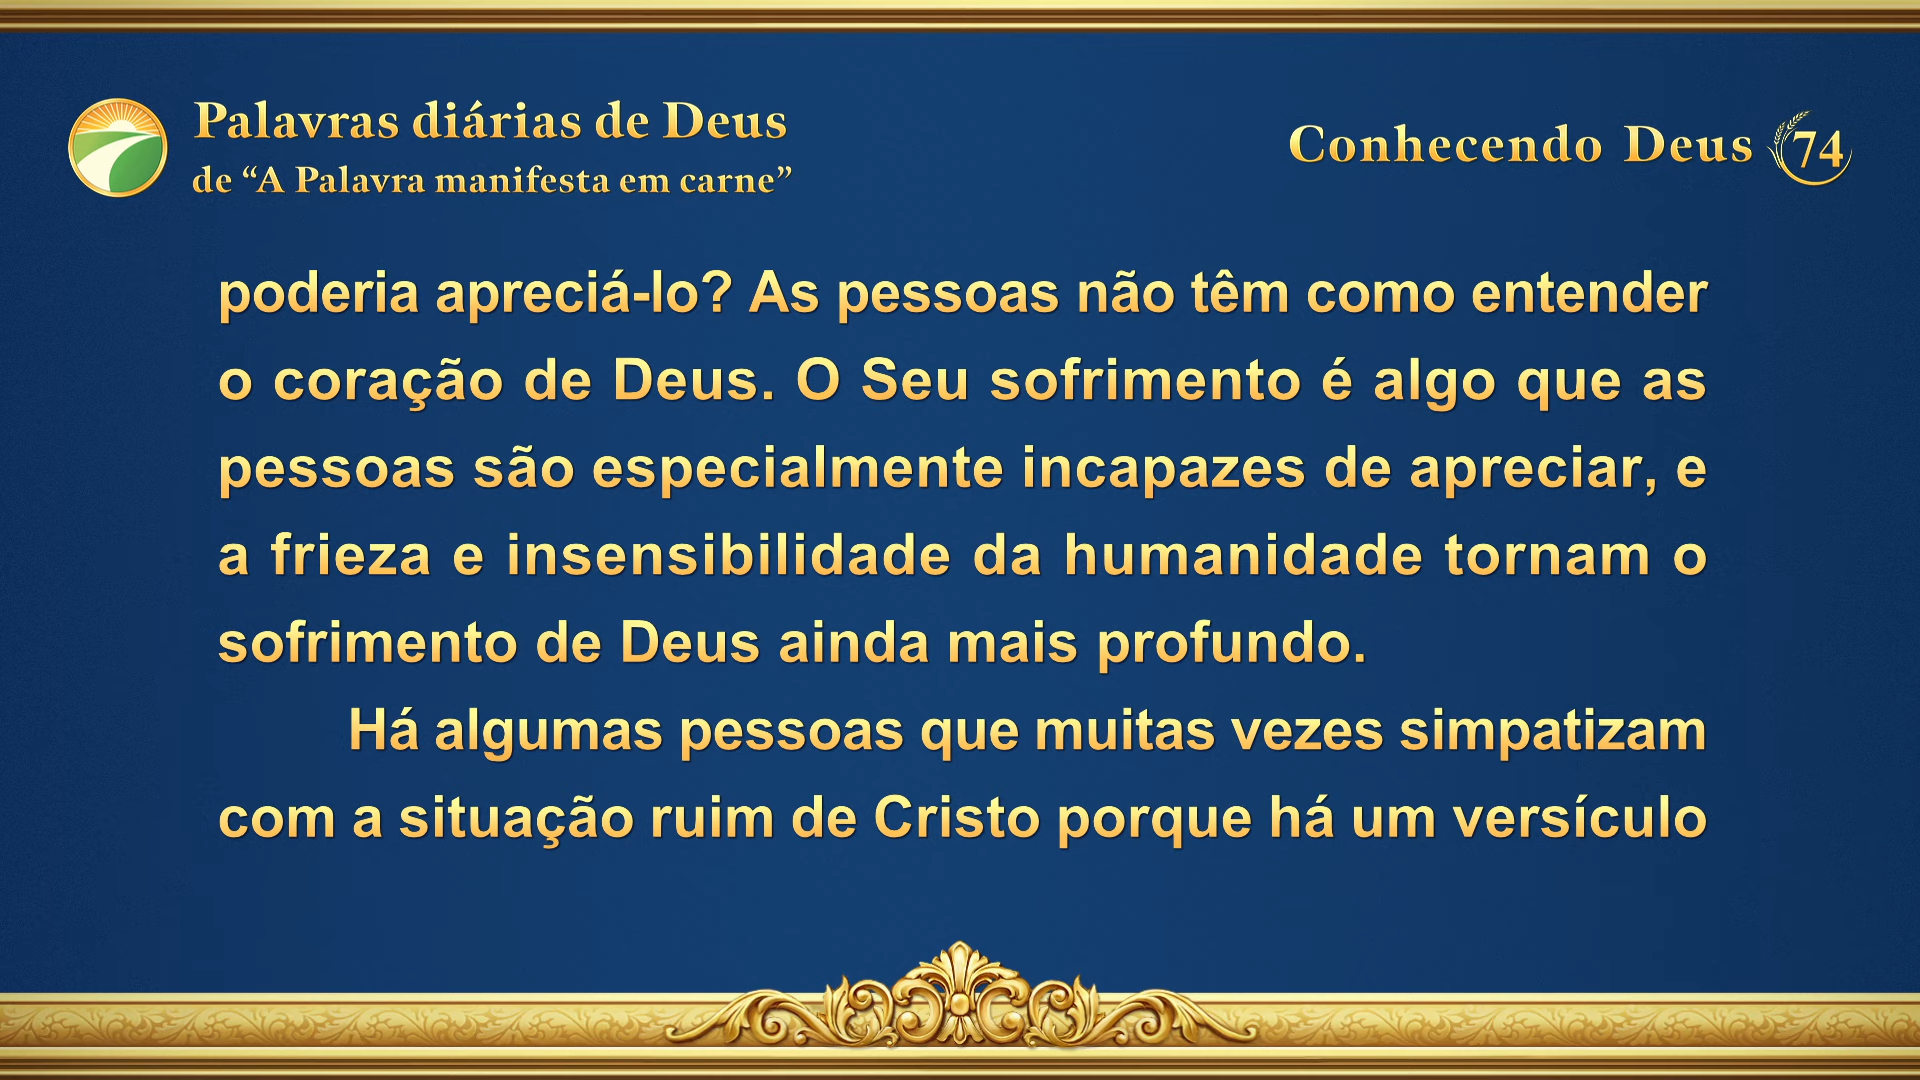 Palavras diárias de Deus
de “A Palavra manifesta em carne”
Conhecendo Deus 74
poderia apreciá-lo? As pessoas não têm como entender
o coração de Deus. O Seu sofrimento é algo que as
pessoas são especialmente incapazes de apreciar, e
a frieza e insensibilidade da humanidade tornam o
sofrimento de Deus ainda mais profundo.
Há algumas pessoas que muitas vezes simpatizam
com a situação ruim de Cristo porque há um versículo